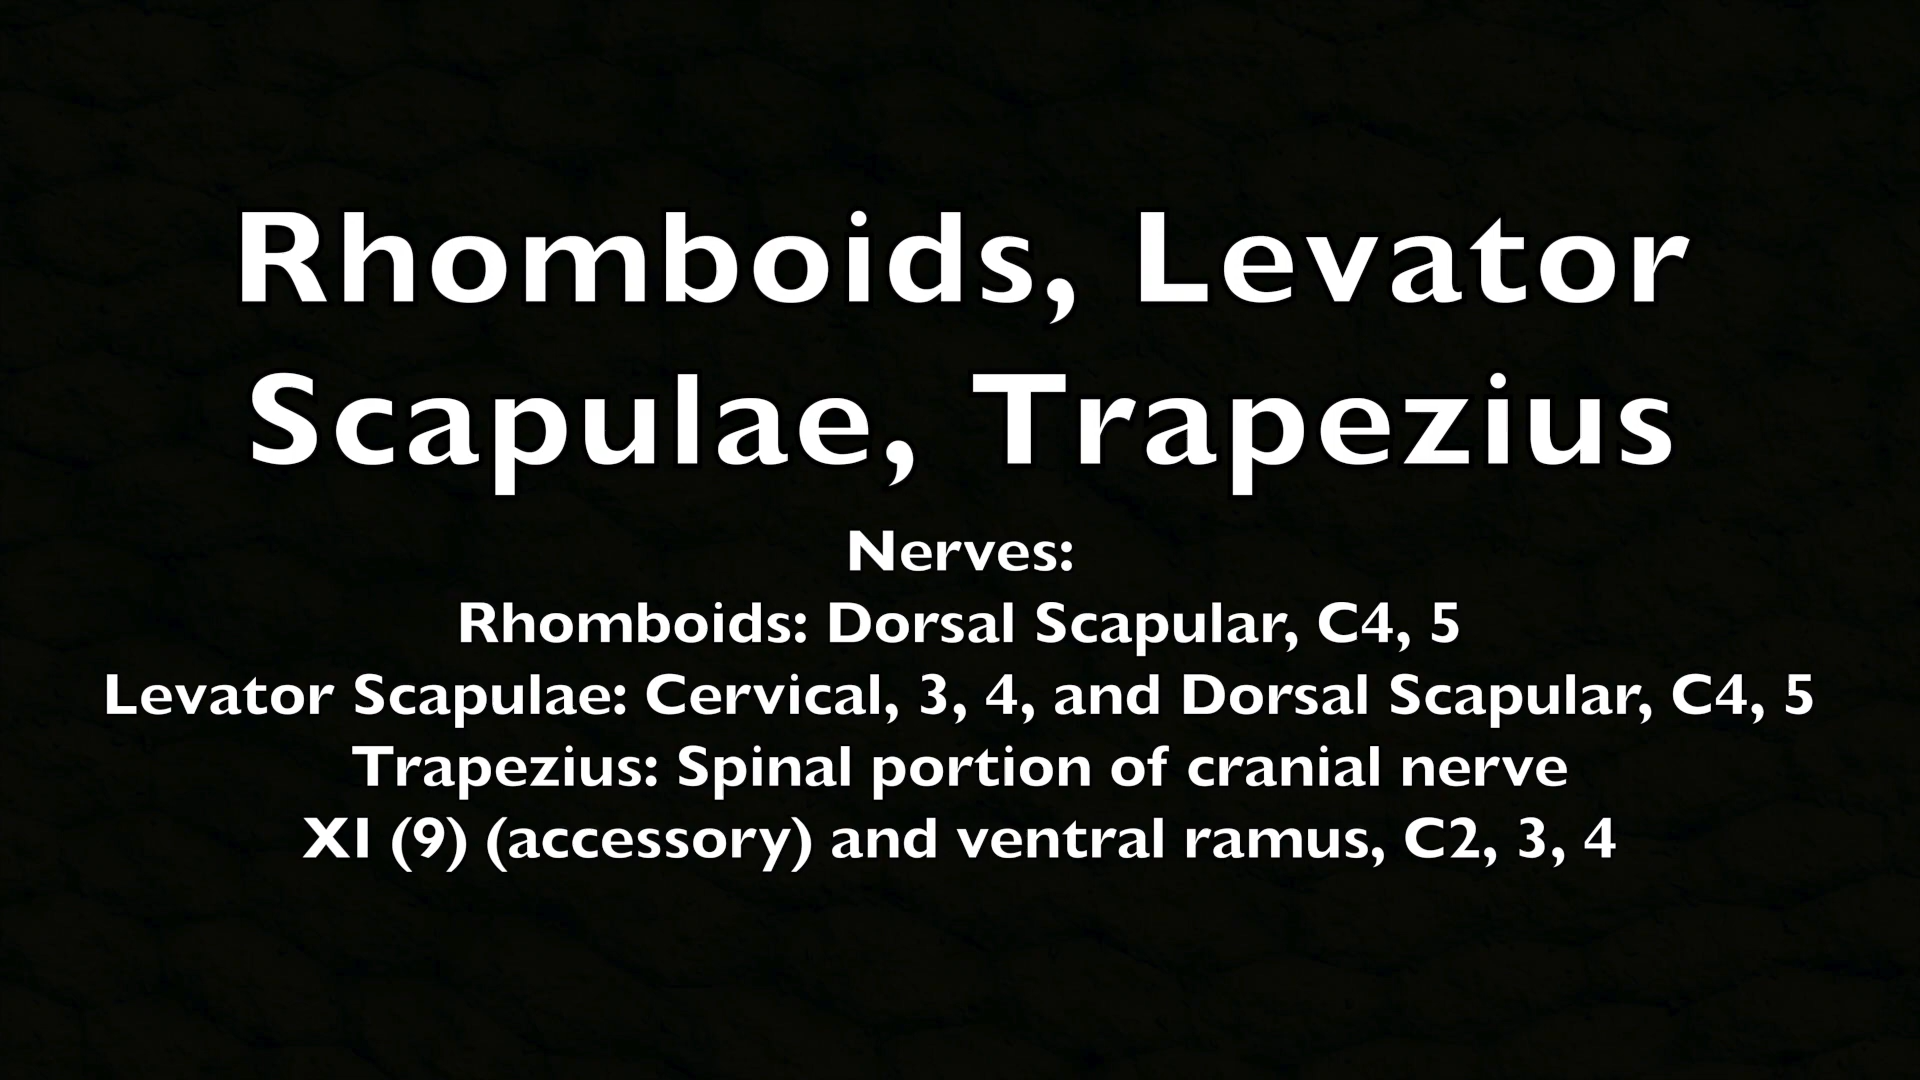 Rhomboids, Levator
Scapulae, Trapezius
Nerves:
Rhomboids: Dorsal Scapular, C4, 5
Levator Scapulae: Cervical, 3, 4, and Dorsal Scapular, C4, 5
Trapezius: Spinal portion of cranial nerve
XI (9) (accessory) and ventral ramus, C2, 3, 4